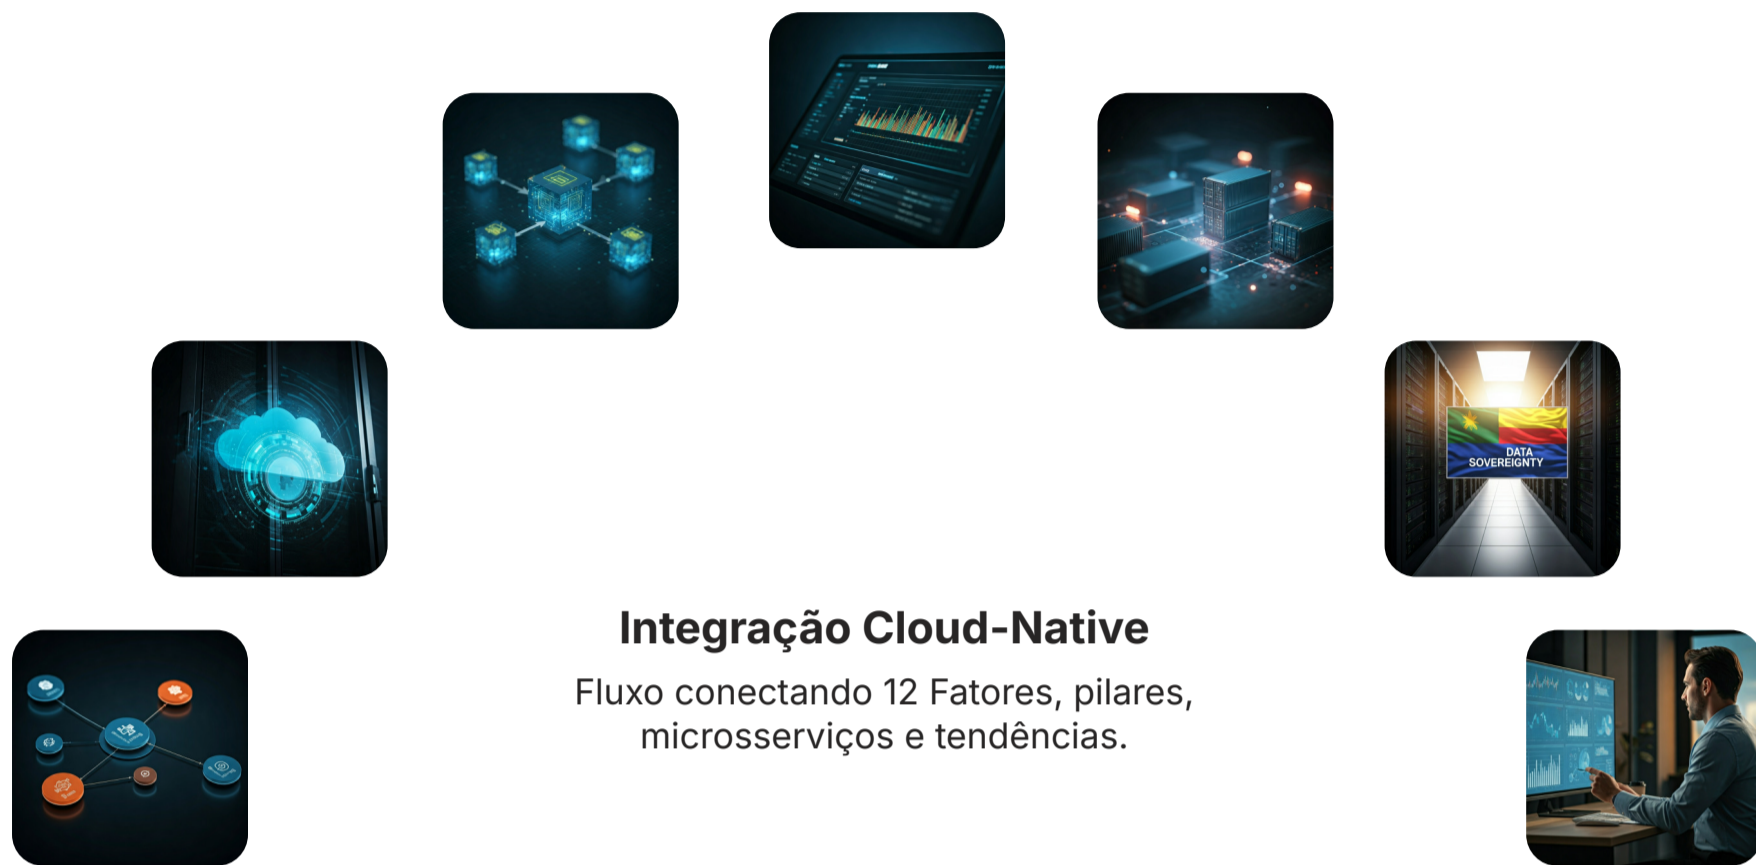 DATA
SOVEREIGNTY
Integração Cloud-Native
Fluxo conectando 12 Fatores, pilares,
microsserviços e tendências.